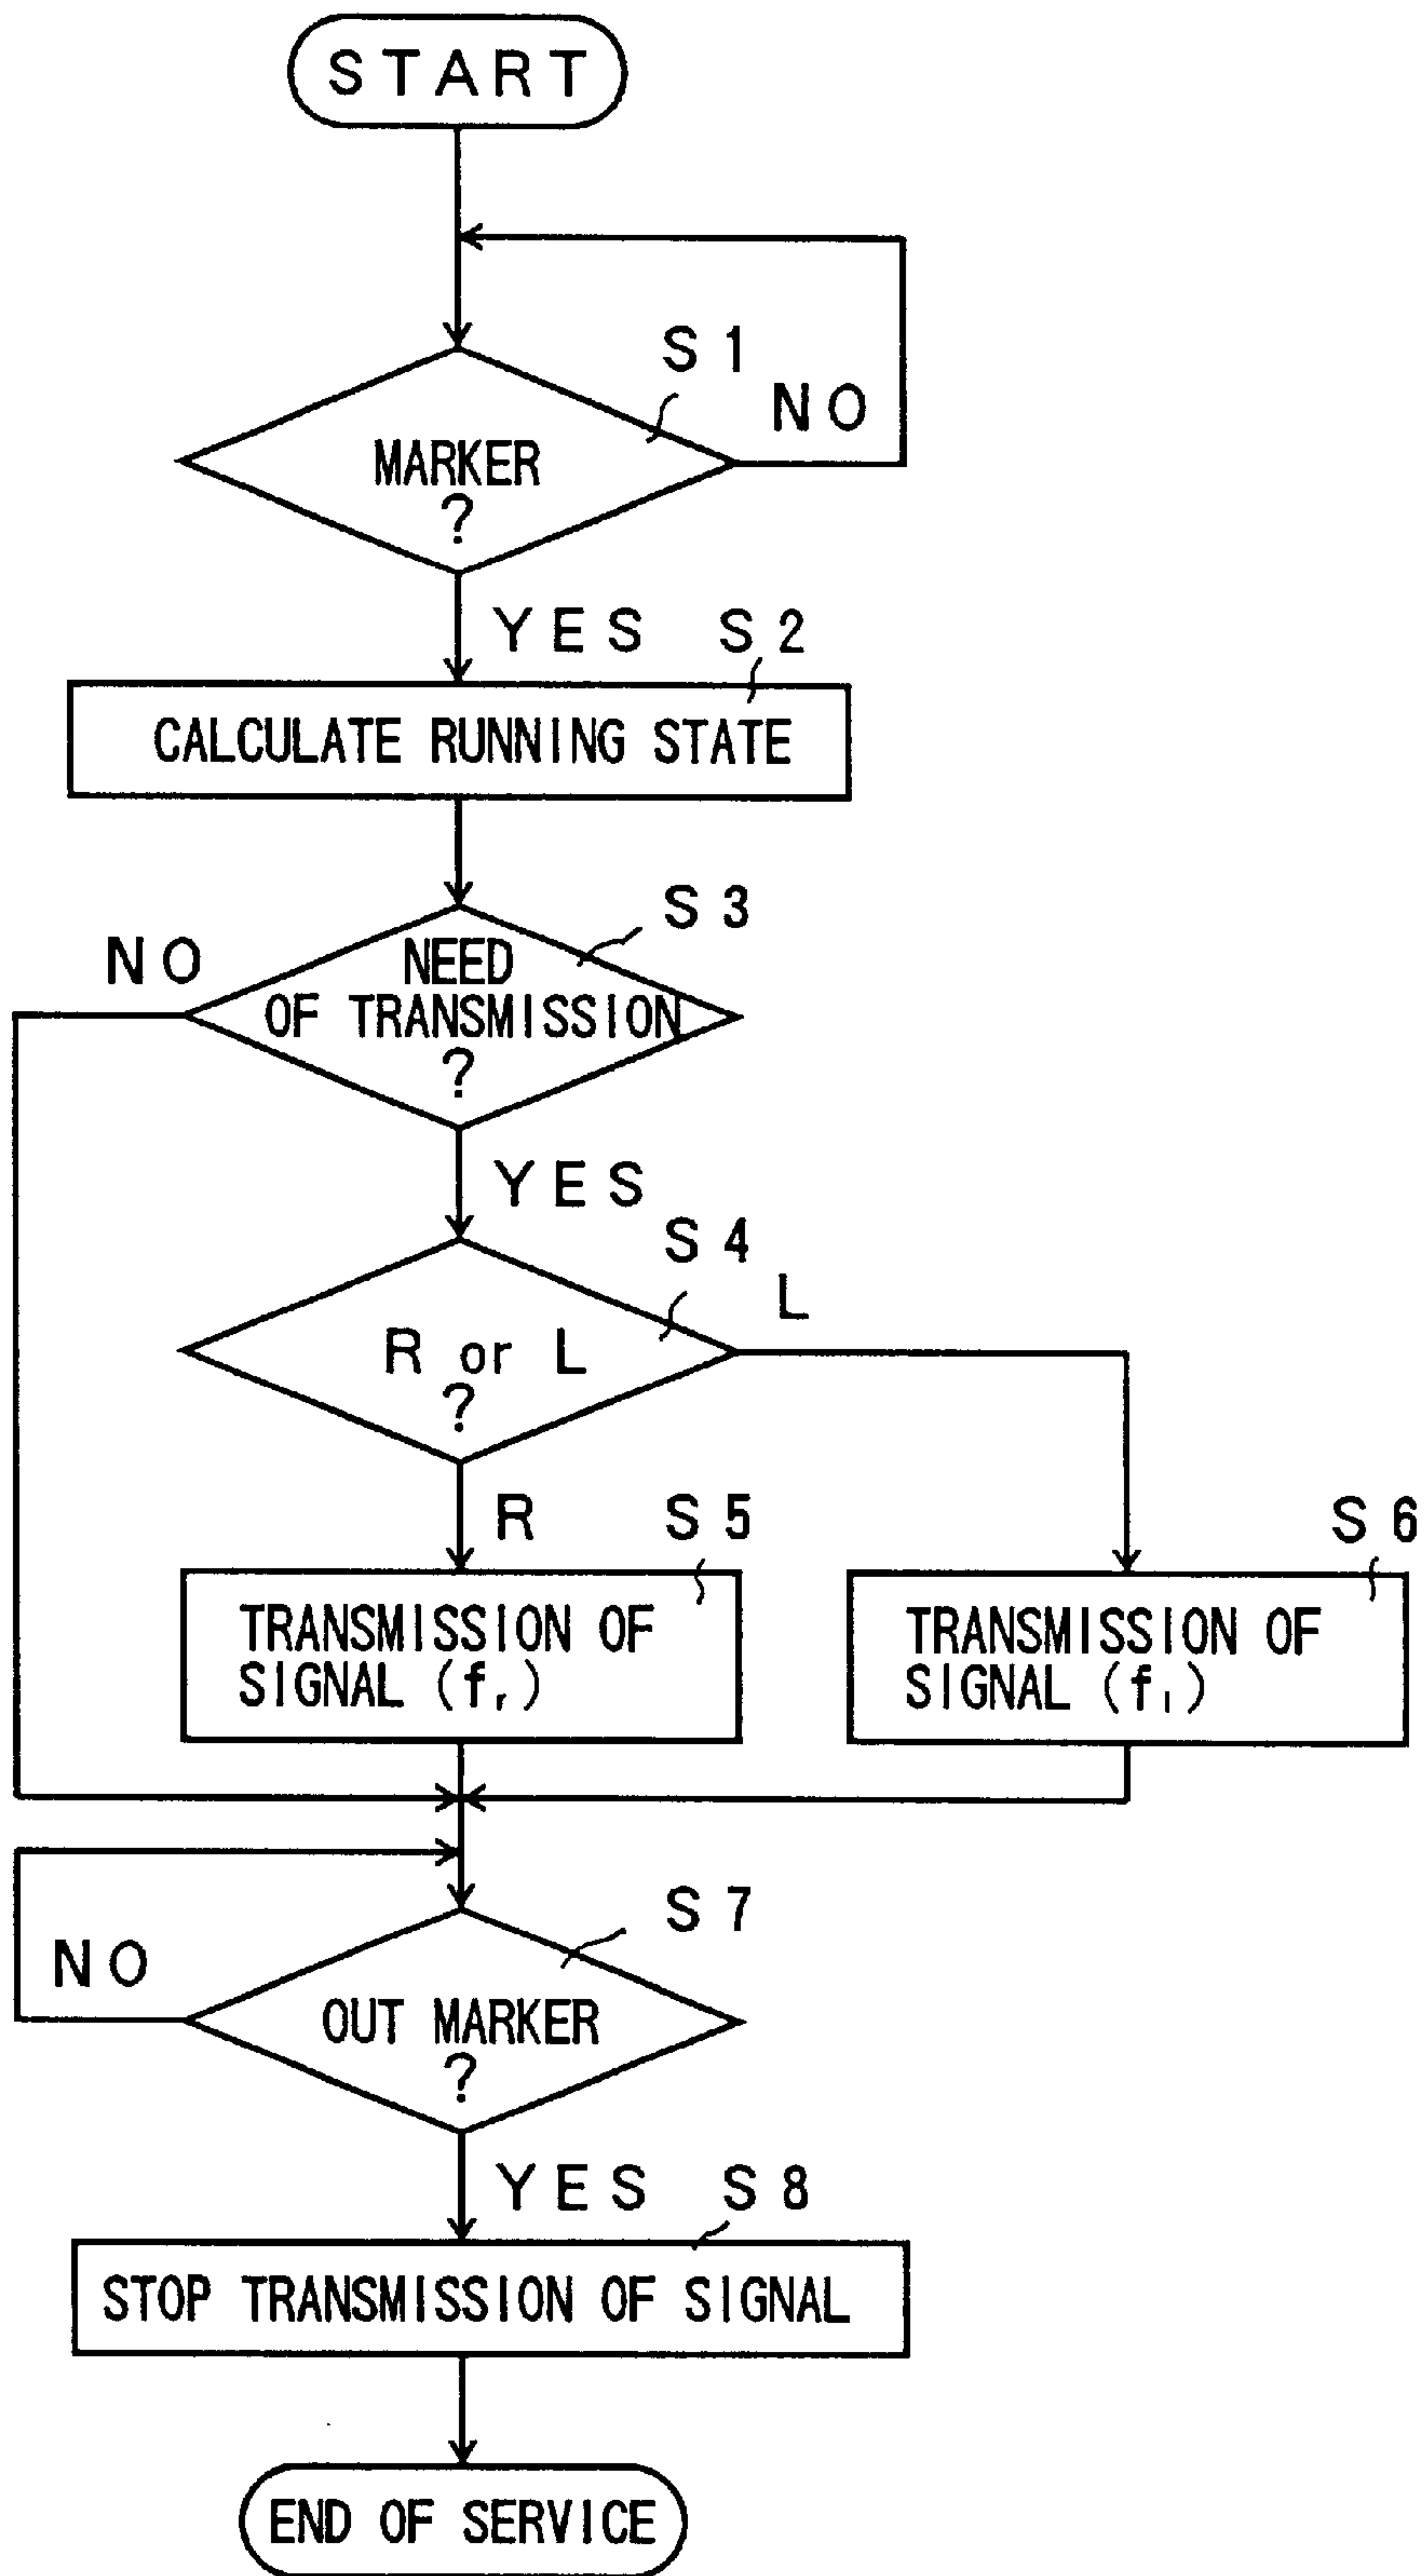 START
S1
NO
MARKER
?
YES
S2
CALCULATE RUNNING STATE
S3
NO
NEED
OF TRANSMISSION
?
YES
S4
L
R or L
?
R
S5
S6
TRANSMISSION OF
SIGNAL (fr)
TRANSMISSION OF
SIGNAL (fl)
S7
NO
OUT MARKER
?
YES
S8
STOP TRANSMISSION OF SIGNAL
END OF SERVICE